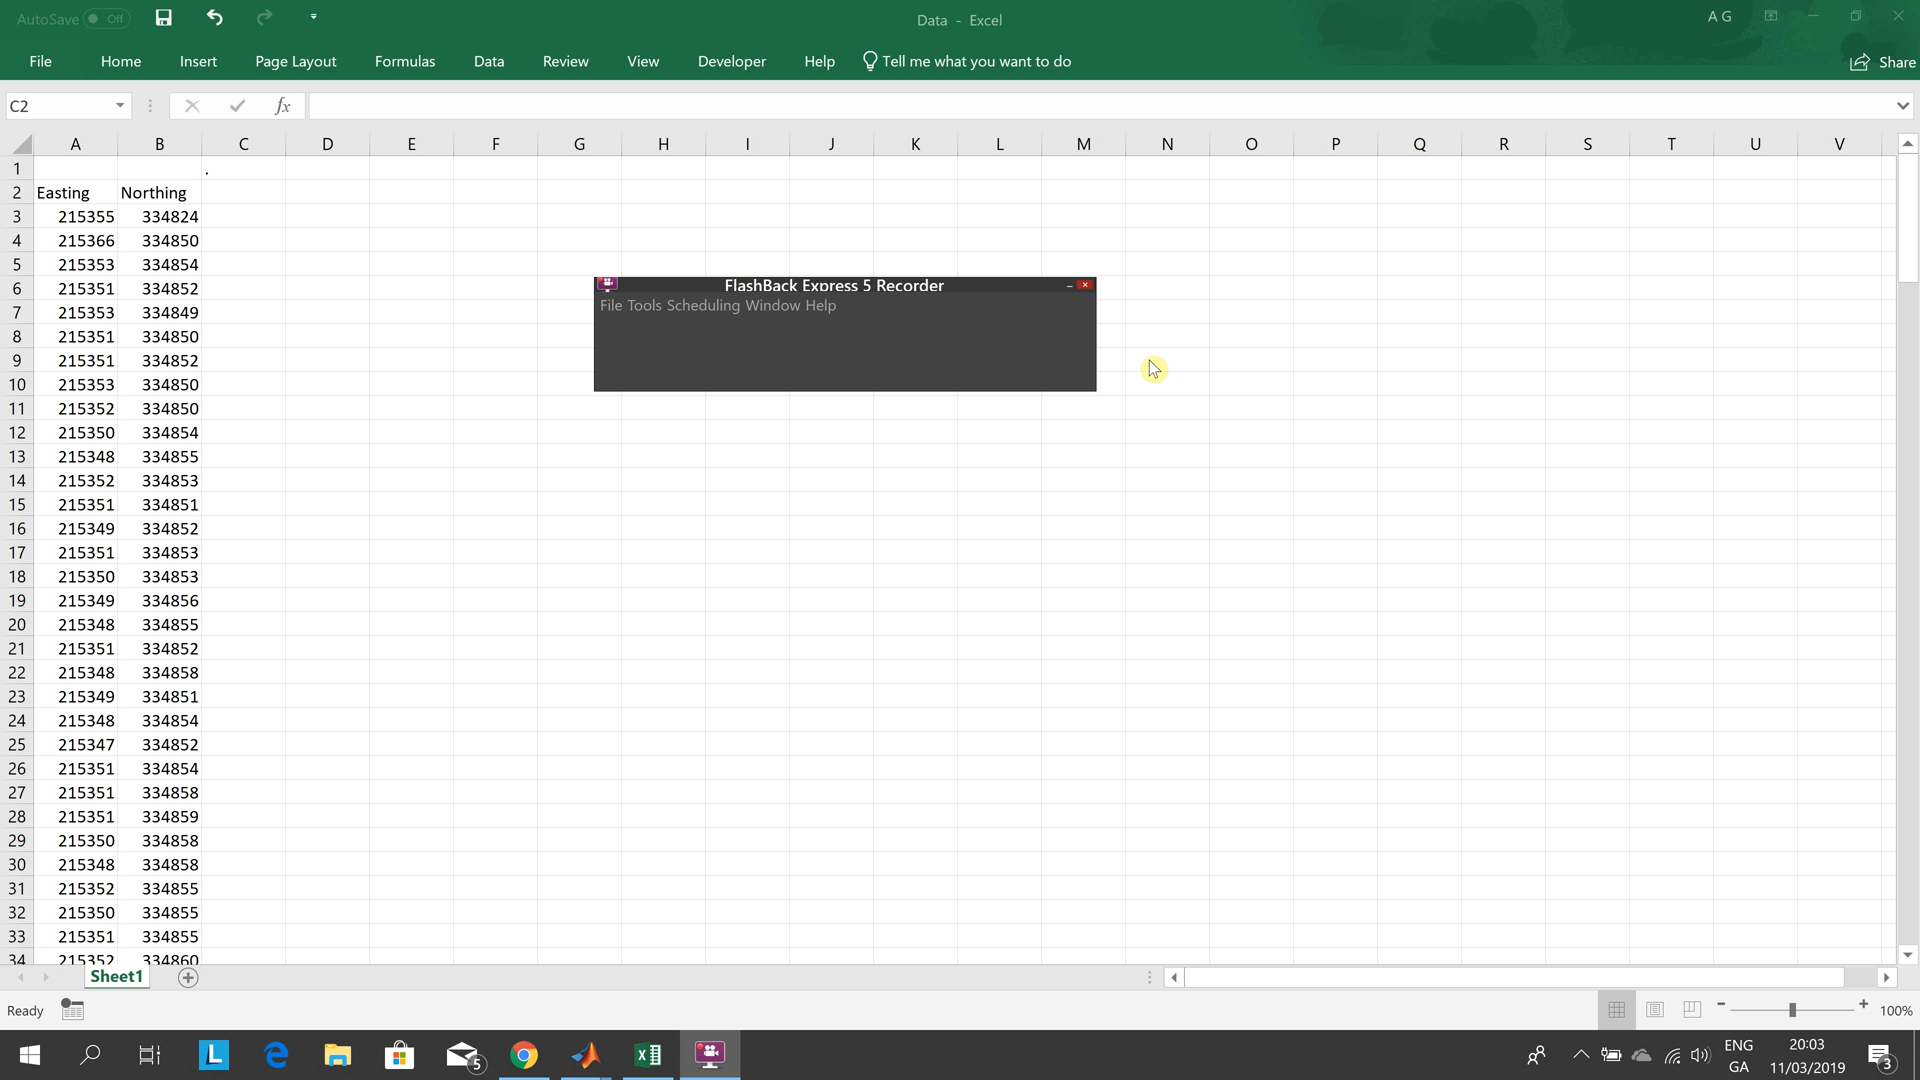 AutoSave Off
Data - Excel
A G
File Home Insert Page Layout Formulas Data Review View Developer Help Tell me what you want to do
Share
C2
fx
A B C D E F G H I J K L M N O P Q R S T U V
1 .
2 Easting Northing
3 215355 334824
4 215366 334850
5 215353 334854
6 215351 334852
7 215353 334849
8 215351 334850
9 215351 334852
10 215353 334850
11 215352 334850
12 215350 334854
13 215348 334855
14 215352 334853
15 215351 334851
16 215349 334852
17 215351 334853
18 215350 334853
19 215349 334856
20 215348 334855
21 215351 334852
22 215348 334858
23 215349 334851
24 215348 334854
25 215347 334852
26 215351 334854
27 215351 334858
28 215351 334859
29 215350 334858
30 215348 334858
31 215352 334855
32 215350 334855
33 215351 334855
34 215352 334860
FlashBack Express 5 Recorder
File Tools Scheduling Window Help
Sheet1
Ready
100%
L
5
ENG
GA
20:03
11/03/2019
3